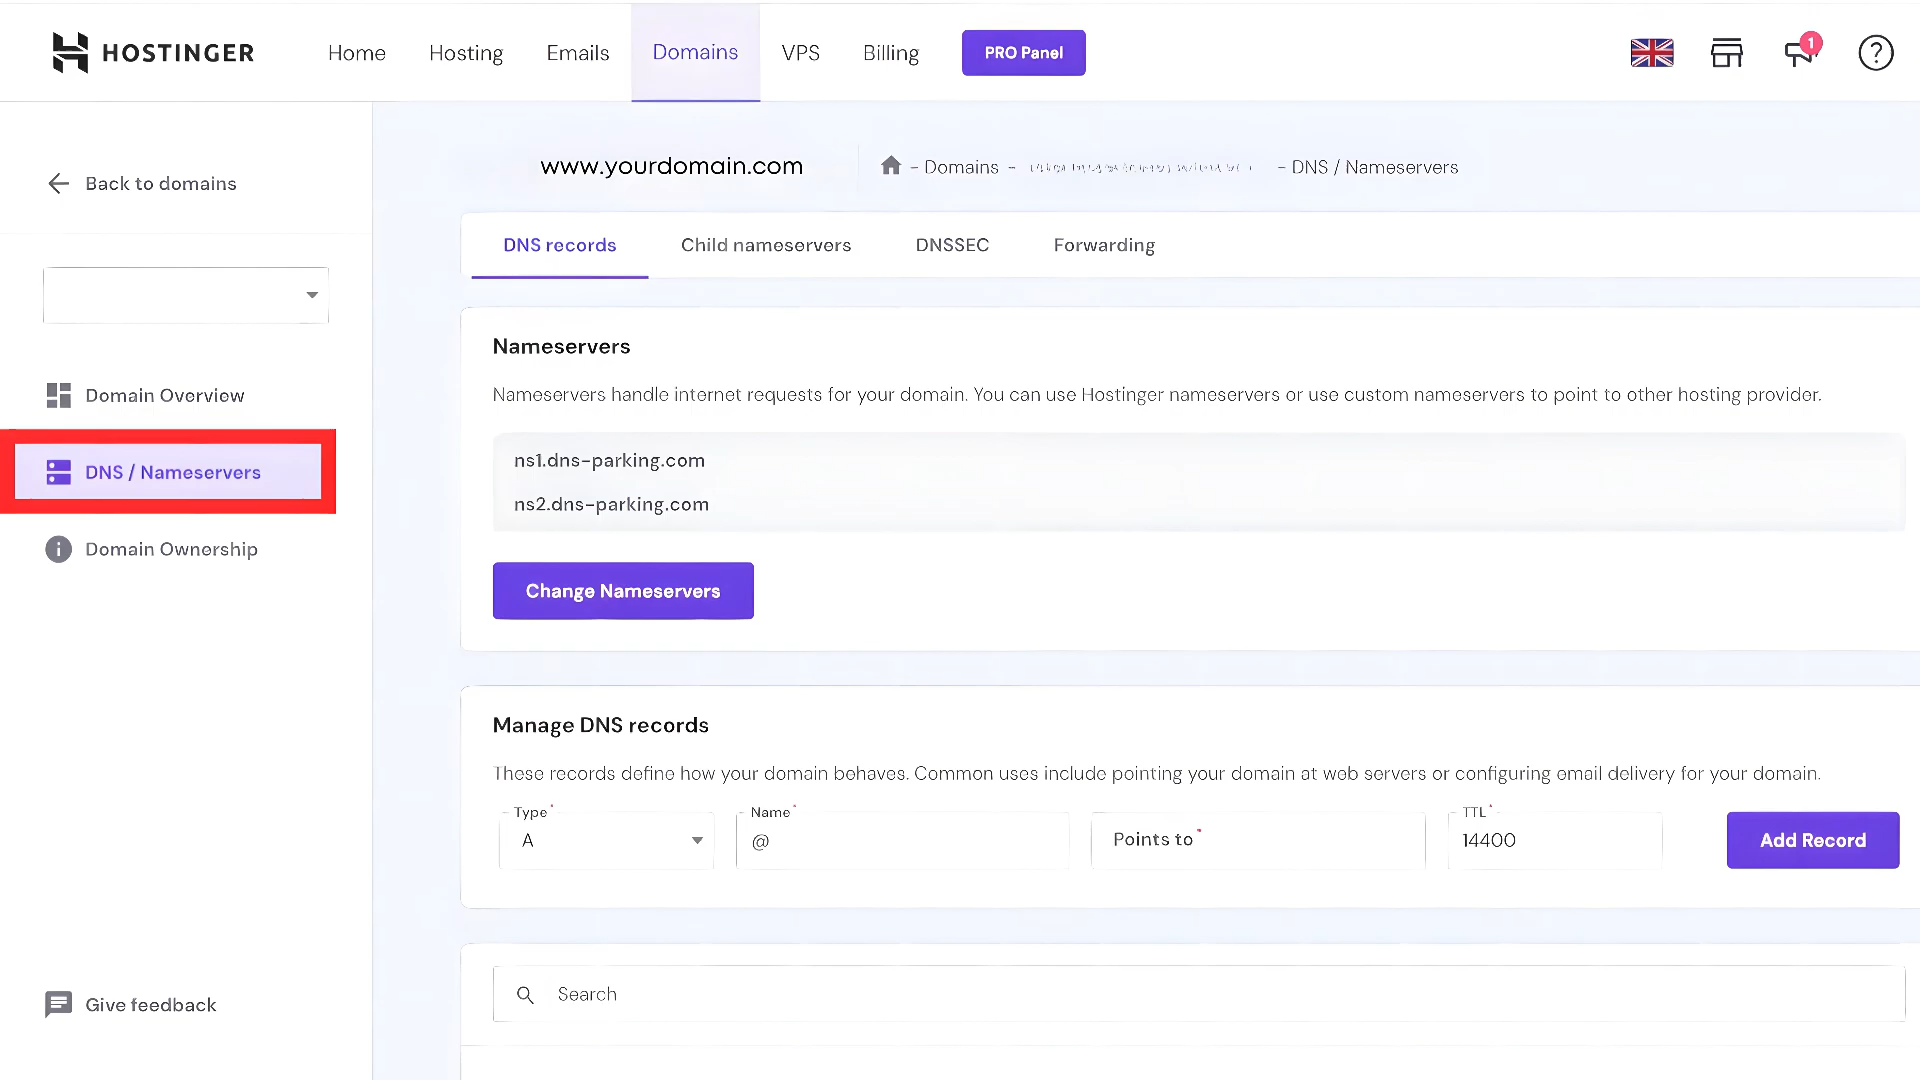 HOSTINGER
Home Hosting Emails Domains VPS Billing PRO Panel 1 ?
Back to domains
www.yourdomain.com - Domains - - DNS / Nameservers
DNS records Child nameservers DNSSEC Forwarding
Domain Overview
DNS / Nameservers
Domain Ownership
Give feedback
Nameservers
Nameservers handle internet requests for your domain. You can use Hostinger nameservers or use custom nameservers to point to other hosting provider.
ns1.dns-parking.com
ns2.dns-parking.com
Change Nameservers
Manage DNS records
These records define how your domain behaves. Common uses include pointing your domain at web servers or configuring email delivery for your domain.
Type* Name* TTL*
A @ Points to* 14400 Add Record
Search